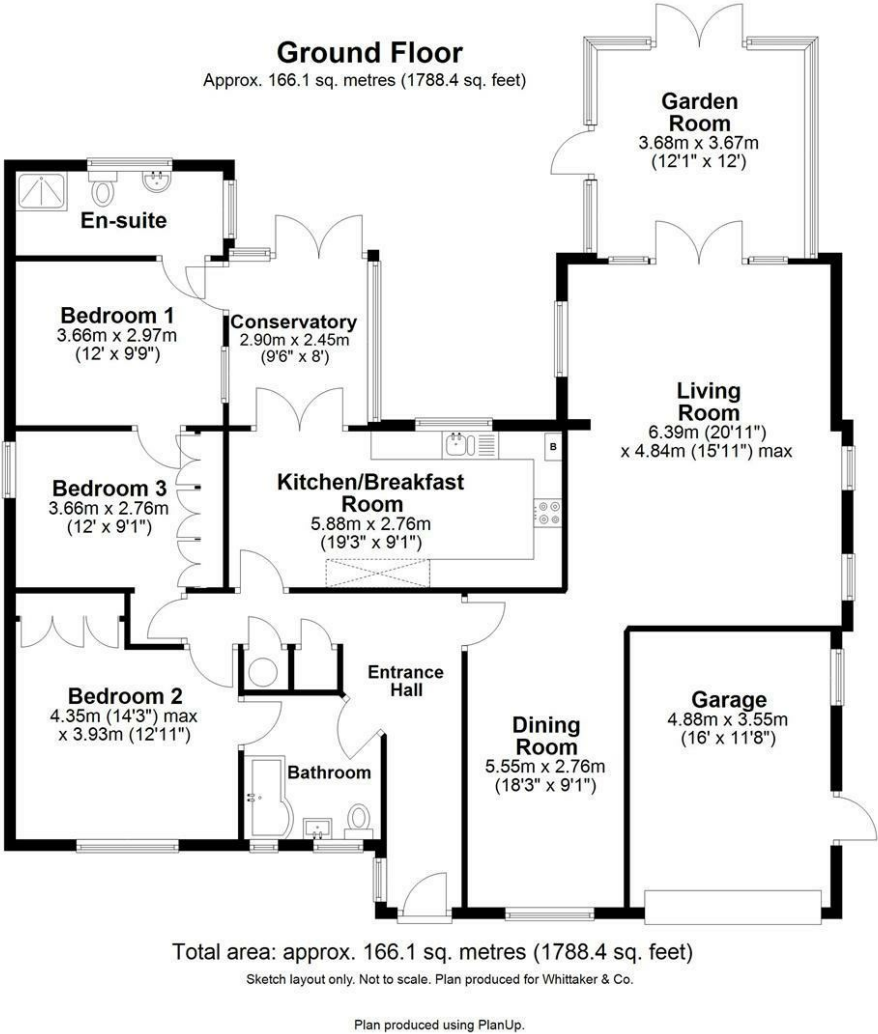 Ground Floor
Approx. 166.1 sq. metres (1788.4 sq. feet)
Garden
Room
3.68m x 3.67m
(12'1" x 12')
En-suite
Bedroom 1
3.66m x 2.97m
(12' x 9'9")
Conservatory
2.90m x 2.45m
(9'6" x 8')
Living
Room
6.39m (20'11")
x 4.84m (15'11") max
B
Kitchen/Breakfast
Room
5.88m x 2.76m
(19'3" x 9'1")
Bedroom 3
3.66m x 2.76m
(12' x 9'1")
Entrance
Hall
Bedroom 2
4.35m (14'3") max
x 3.93m (12'11")
Bathroom
Dining
Room
5.55m x 2.76m
(18'3" x 9'1")
Garage
4.88m x 3.55m
(16' x 11'8")
Total area: approx. 166.1 sq. metres (1788.4 sq. feet)
Sketch layout only. Not to scale. Plan produced for Whittaker & Co.
Plan produced using PlanUp.